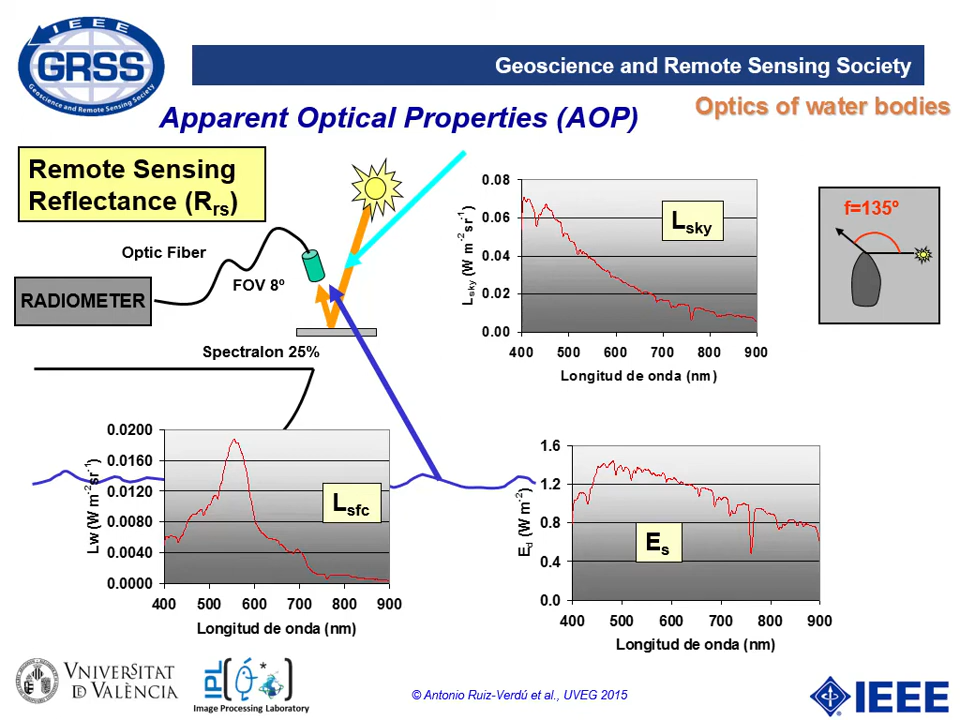 IEEE
GRSS
Geoscience and Remote Sensing Society
Geoscience and Remote Sensing Society
Apparent Optical Properties (AOP)
Optics of water bodies
Remote Sensing
Reflectance (Rrs)
Optic Fiber
FOV 8º
RADIOMETER
Spectralon 25%
0.08
0.06
0.04
0.02
0.00
Lsky (W m-2sr-1)
Lsky
400 500 600 700 800 900
Longitud de onda (nm)
f=135º
0.0200
0.0160
0.0120
0.0080
0.0040
0.0000
Lw (W m-2sr-1)
Lsfc
400 500 600 700 800 900
Longitud de onda (nm)
1.6
1.2
0.8
0.4
0.0
Ed (W m-2)
Es
400 500 600 700 800 900
Longitud de onda (nm)
VNIVERSITAT
DE VALÈNCIA
IPL
Image Processing Laboratory
© Antonio Ruiz-Verdú et al., UVEG 2015
IEEE